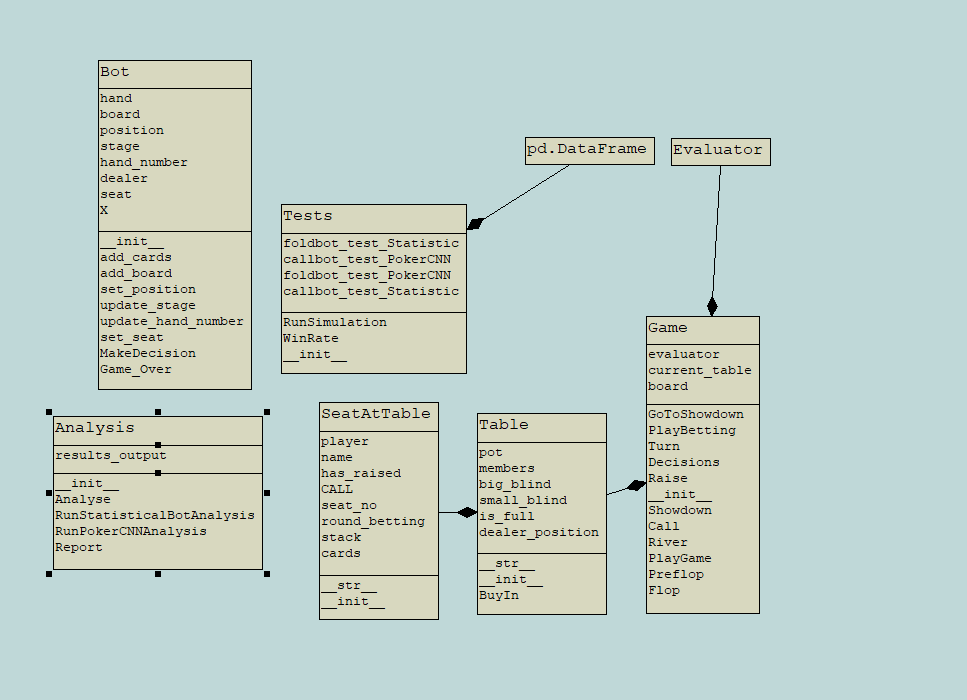 Bot
hand
board
position
stage
hand_number
dealer
seat
X
__init__
add_cards
add_board
set_position
update_stage
update_hand_number
set_seat
MakeDecision
Game_Over
pd.DataFrame
Evaluator
Tests
foldbot_test_Statistic
callbot_test_PokerCNN
foldbot_test_PokerCNN
callbot_test_Statistic
RunSimulation
WinRate
__init__
Game
evaluator
current_table
board
GoToShowdown
PlayBetting
Turn
Decisions
Raise
__init__
Showdown
Call
River
PlayGame
Preflop
Flop
Analysis
results_output
__init__
Analyse
RunStatisticalBotAnalysis
RunPokerCNNAnalysis
Report
SeatAtTable
player
name
has_raised
CALL
seat_no
round_betting
stack
cards
__str__
__init__
Table
pot
members
big_blind
small_blind
is_full
dealer_position
__str__
__init__
BuyIn